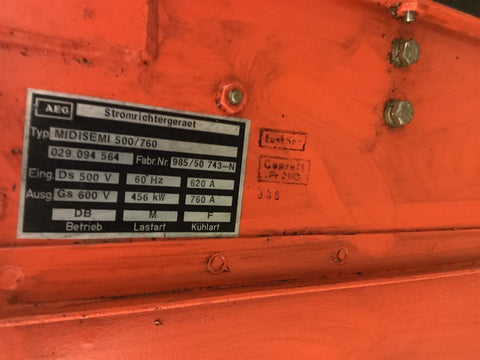 AEG Stromrichtergeraet
Typ MIDISEMI 500/760
029 094 564 Fabr.Nr. 985/50 743-N
Eing. Ds 500 V 60 Hz 620 A
Ausg. Gs 600 V 456 kW 760 A
DB M F
Betrieb Lastart Kühlart